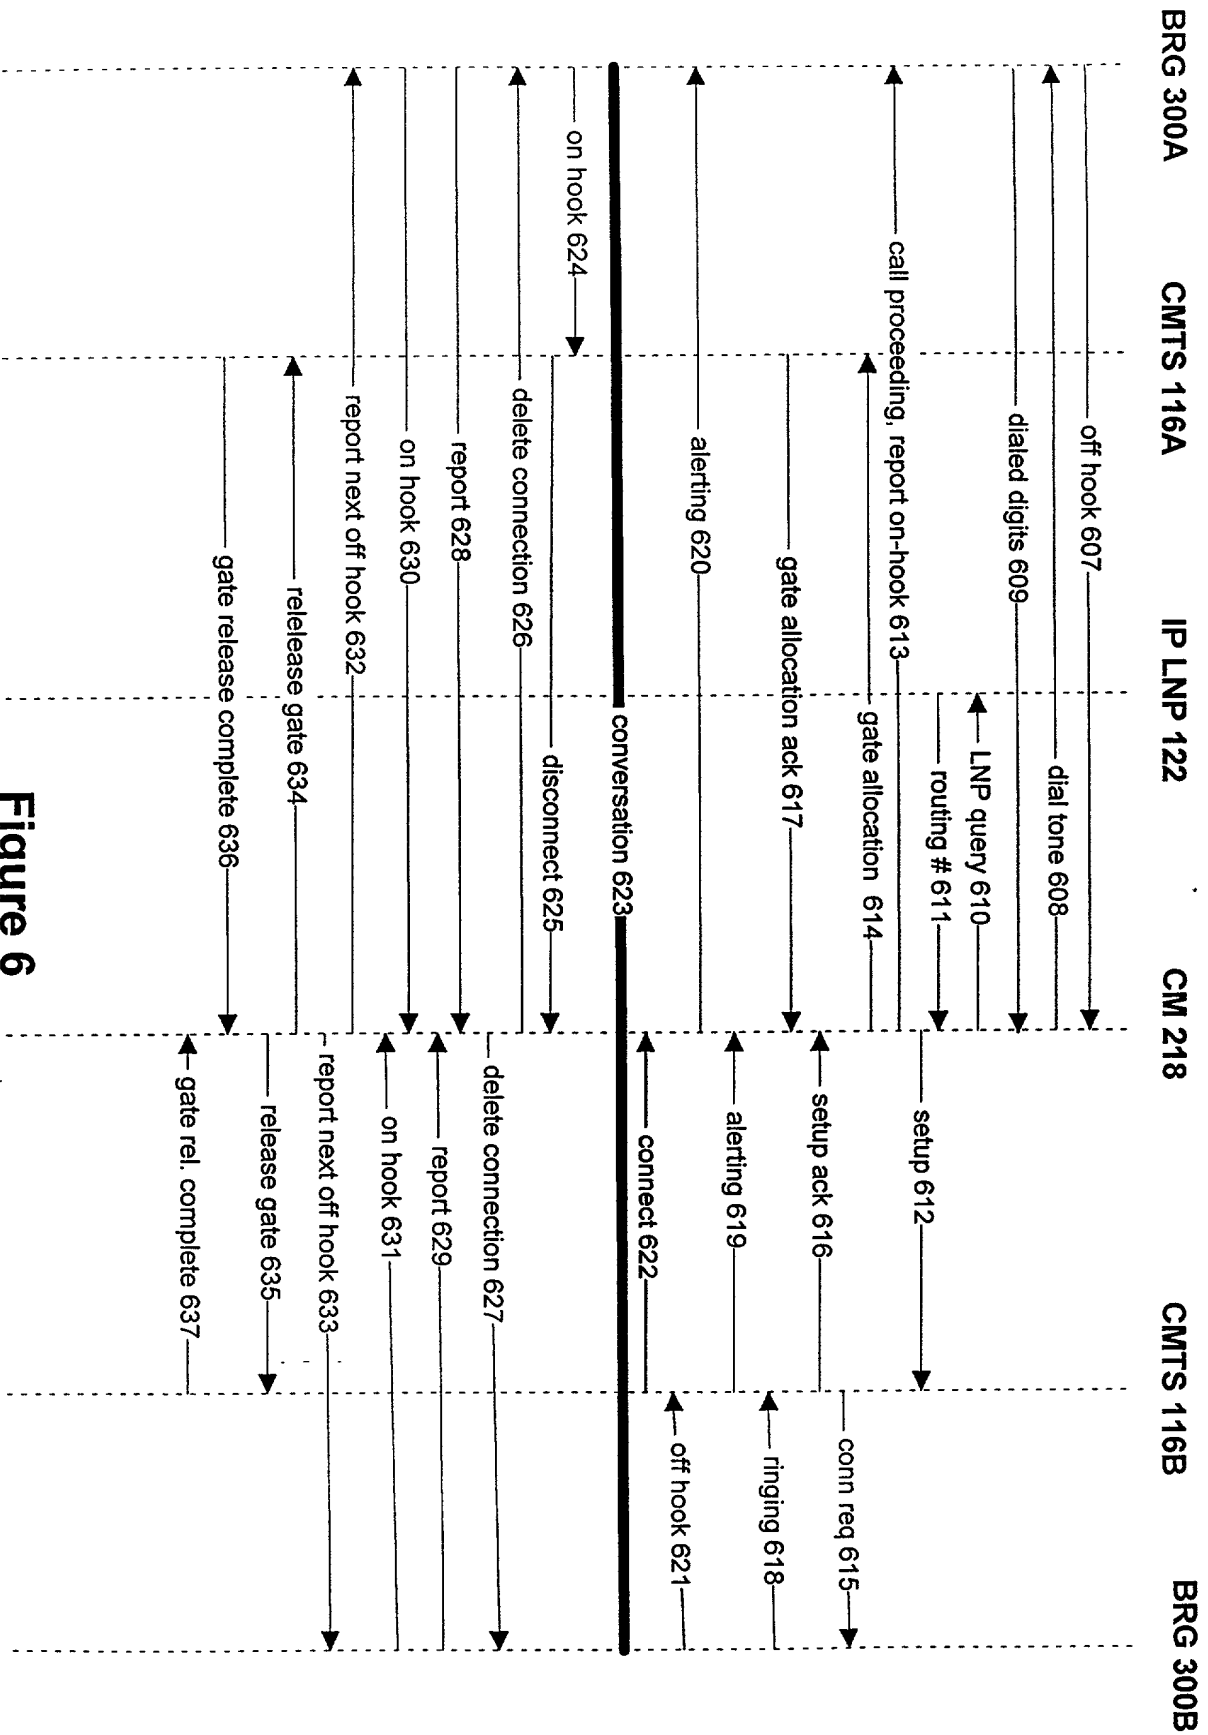 BRG 300A
CMTS 116A
IP LNP 122
CM 218
CMTS 116B
BRG 300B
off hook 607
dial tone 608
dialed digits 609
LNP query 610
routing # 611
setup 612
call proceeding, report on-hook 613
gate allocation 614
conn req 615
setup ack 616
gate allocation ack 617
ringing 618
alerting 619
alerting 620
off hook 621
connect 622
conversation 623
on hook 624
disconnect 625
delete connection 626
delete connection 627
report 628
report 629
on hook 630
on hook 631
report next off hook 632
report next off hook 633
relelease gate 634
release gate 635
gate release complete 636
gate rel. complete 637
Figure 6